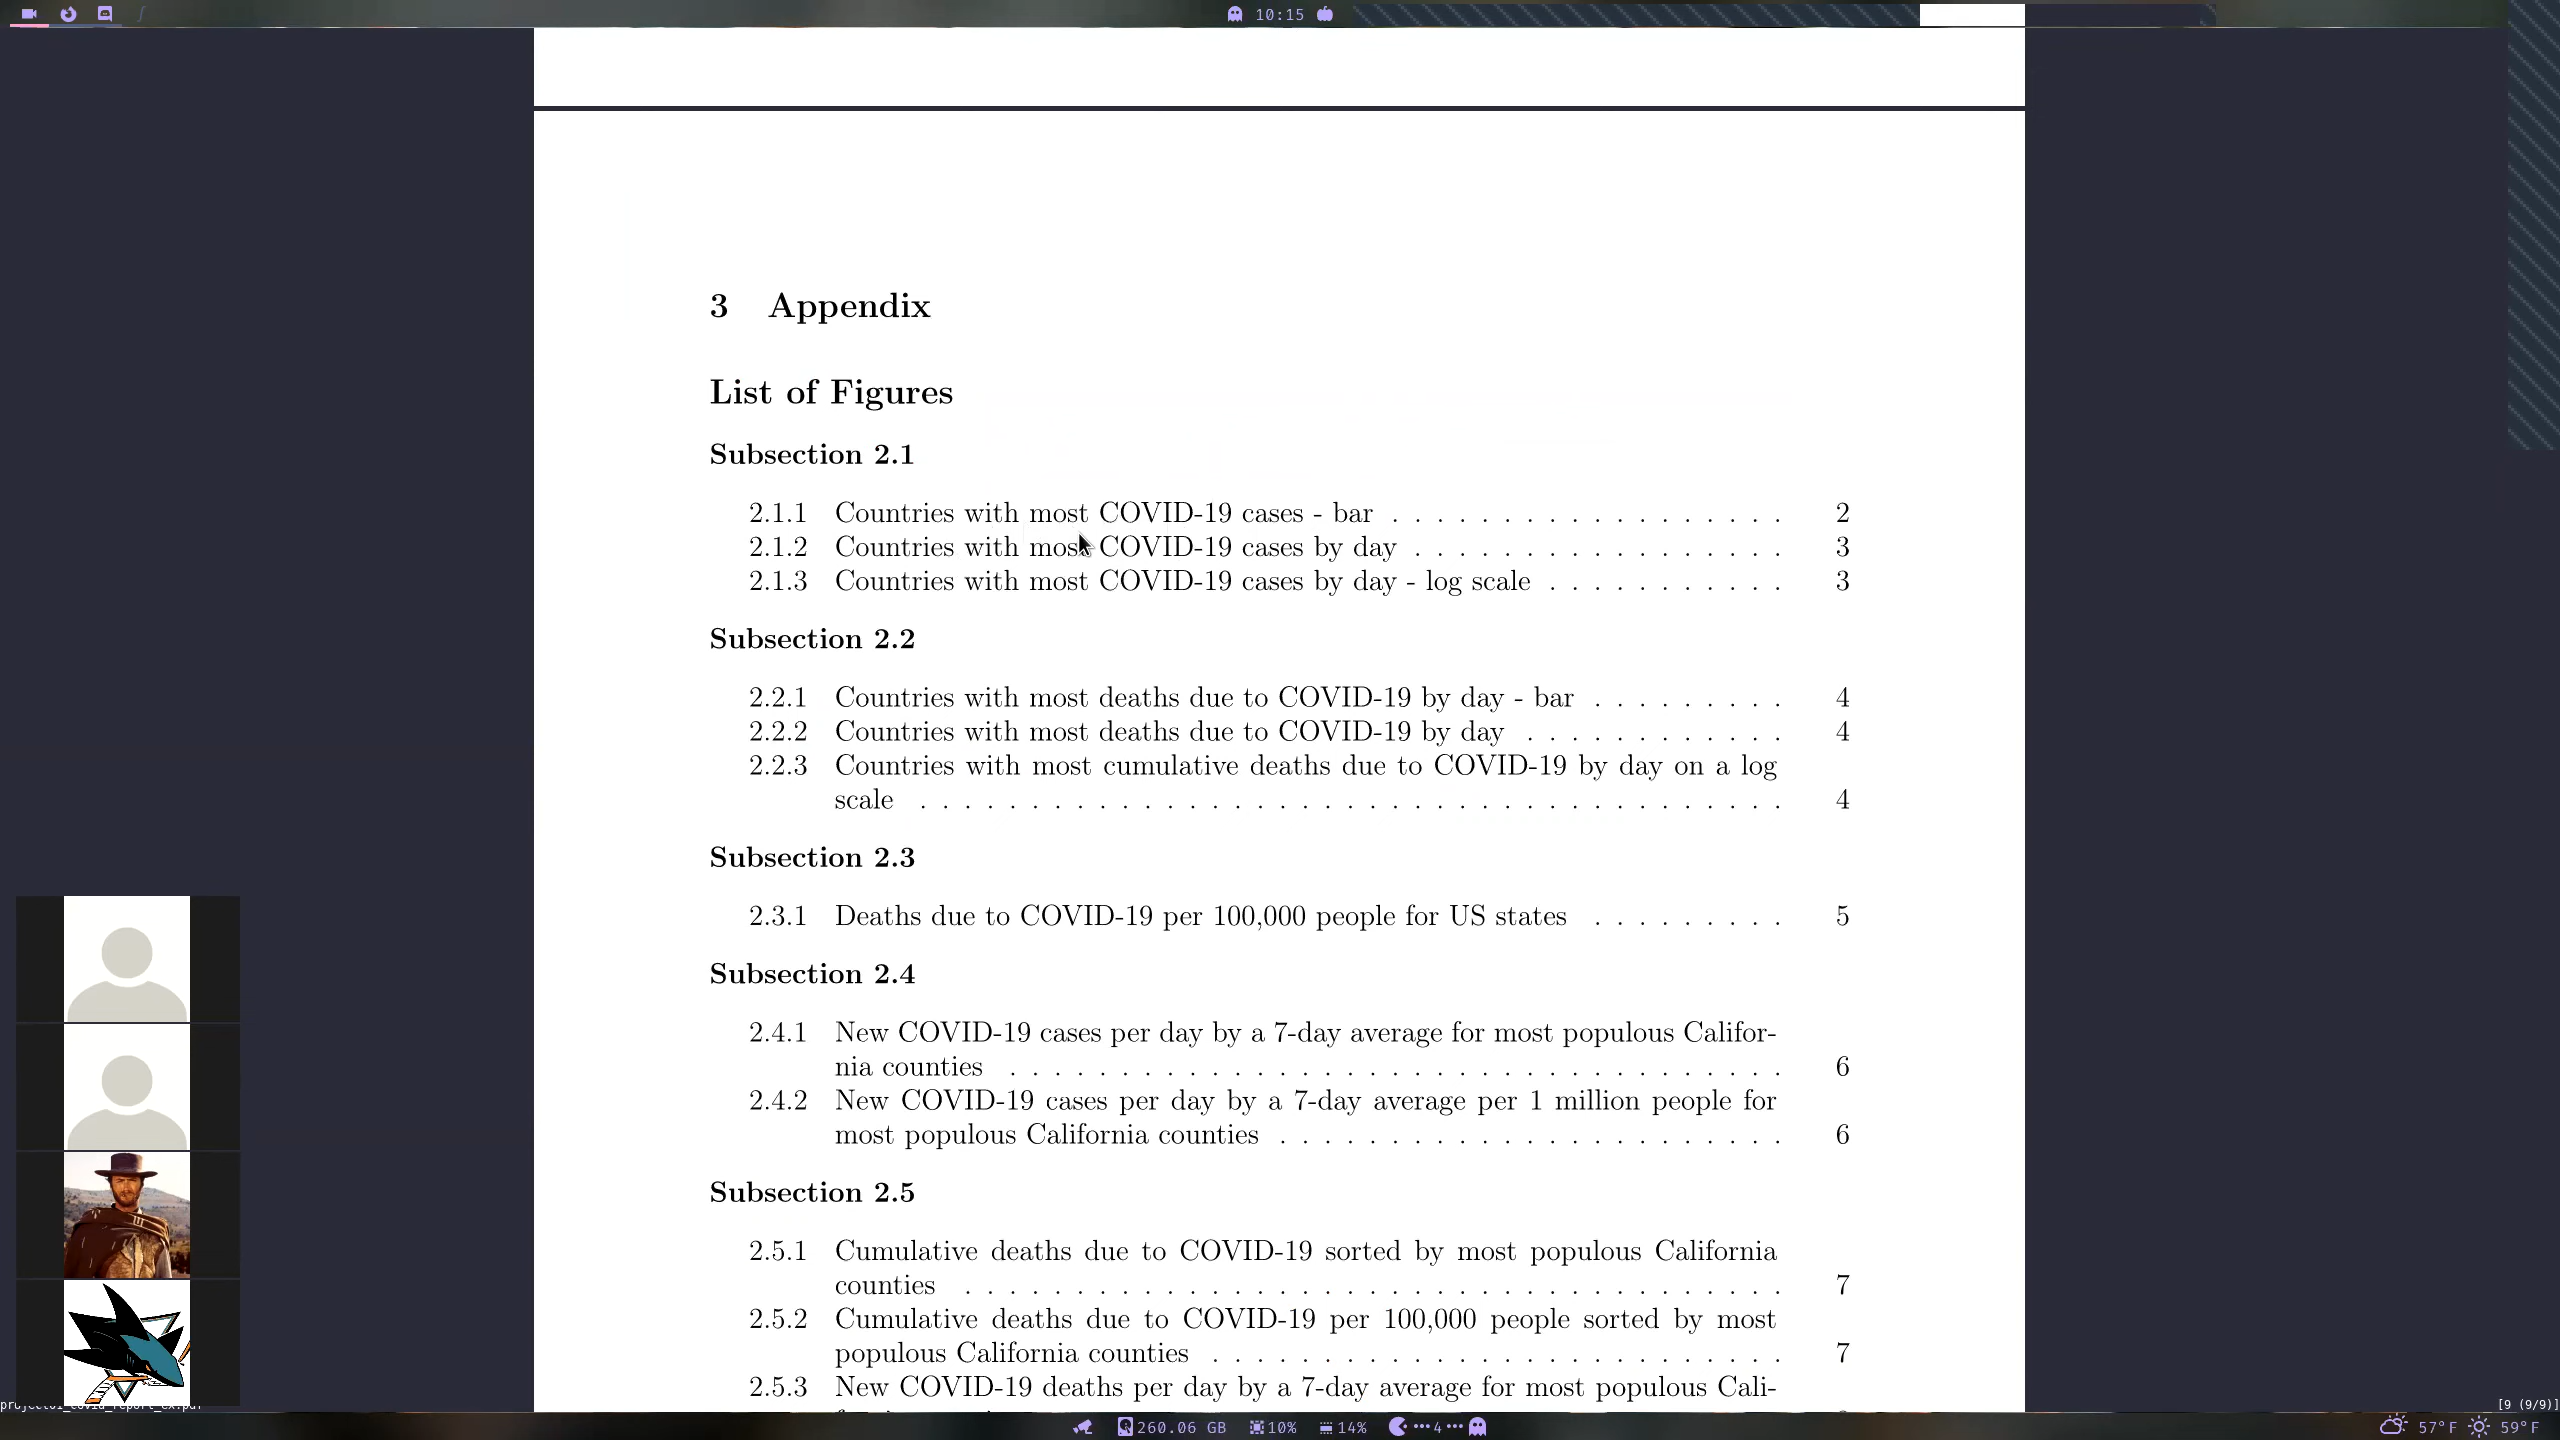 10:15
3 Appendix
List of Figures
Subsection 2.1
2.1.1 Countries with most COVID-19 cases - bar . . . . . . . . . . . . . . . . . . 2
2.1.2 Countries with most COVID-19 cases by day . . . . . . . . . . . . . . . . . 3
2.1.3 Countries with most COVID-19 cases by day - log scale . . . . . . . . . . . 3
Subsection 2.2
2.2.1 Countries with most deaths due to COVID-19 by day - bar . . . . . . . . . 4
2.2.2 Countries with most deaths due to COVID-19 by day . . . . . . . . . . . . 4
2.2.3 Countries with most cumulative deaths due to COVID-19 by day on a log
scale . . . . . . . . . . . . . . . . . . . . . . . . . . . . . . . . . . . . . . . 4
Subsection 2.3
2.3.1 Deaths due to COVID-19 per 100,000 people for US states . . . . . . . . . 5
Subsection 2.4
2.4.1 New COVID-19 cases per day by a 7-day average for most populous Califor-
nia counties . . . . . . . . . . . . . . . . . . . . . . . . . . . . . . . . . . . 6
2.4.2 New COVID-19 cases per day by a 7-day average per 1 million people for
most populous California counties . . . . . . . . . . . . . . . . . . . . . . . 6
Subsection 2.5
2.5.1 Cumulative deaths due to COVID-19 sorted by most populous California
counties . . . . . . . . . . . . . . . . . . . . . . . . . . . . . . . . . . . . . 7
2.5.2 Cumulative deaths due to COVID-19 per 100,000 people sorted by most
populous California counties . . . . . . . . . . . . . . . . . . . . . . . . . . 7
2.5.3 New COVID-19 deaths per day by a 7-day average for most populous Cali-
[9 (9/9)]
260.06 GB 10% 14% 4 57°F 59°F